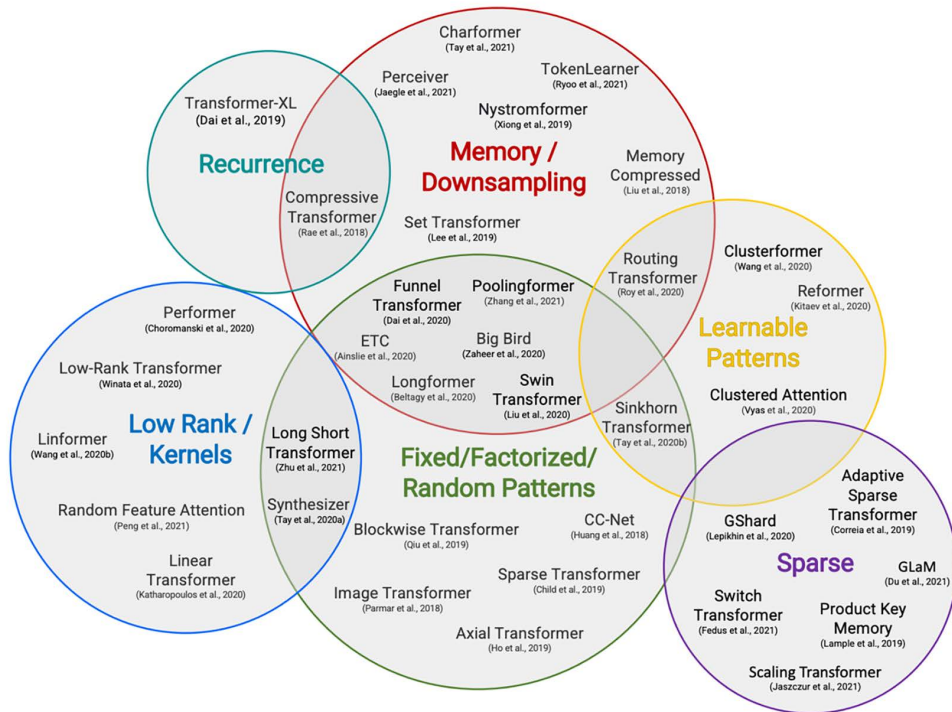 Charformer
(Tay et al., 2021)
Perceiver
(Jaegle et al., 2021)
TokenLearner
(Ryoo et al., 2021)
Transformer-XL
(Dai et al., 2019)
Nystromformer
(Xiong et al., 2019)
Recurrence
Memory /
Downsampling
Memory
Compressed
(Liu et al., 2018)
Compressive
Transformer
(Rae et al., 2018)
Set Transformer
(Lee et al., 2019)
Routing
Transformer
(Roy et al., 2020)
Clusterformer
(Wang et al., 2020)
Reformer
(Kitaev et al., 2020)
Funnel
Transformer
(Dai et al., 2020)
Poolingformer
(Zhang et al., 2021)
Performer
(Choromanski et al., 2020)
ETC
(Ainslie et al., 2020)
Big Bird
(Zaheer et al., 2020)
Learnable
Patterns
Low-Rank Transformer
(Winata et al., 2020)
Longformer
(Beltagy et al., 2020)
Swin
Transformer
(Liu et al., 2020)
Clustered Attention
(Vyas et al., 2020)
Sinkhorn
Transformer
(Tay et al., 2020b)
Low Rank /
Kernels
Linformer
(Wang et al., 2020b)
Long Short
Transformer
(Zhu et al., 2021)
Fixed/Factorized/
Random Patterns
Adaptive
Sparse
Transformer
(Correia et al., 2019)
Random Feature Attention
(Peng et al., 2021)
Synthesizer
(Tay et al., 2020a)
Blockwise Transformer
(Qiu et al., 2019)
CC-Net
(Huang et al., 2018)
GShard
(Lepikhin et al., 2020)
Sparse
GLaM
(Du et al., 2021)
Linear
Transformer
(Katharopoulos et al., 2020)
Image Transformer
(Parmar et al., 2018)
Sparse Transformer
(Child et al., 2019)
Switch
Transformer
(Fedus et al., 2021)
Product Key
Memory
(Lample et al., 2019)
Axial Transformer
(Ho et al., 2019)
Scaling Transformer
(Jaszczur et al., 2021)